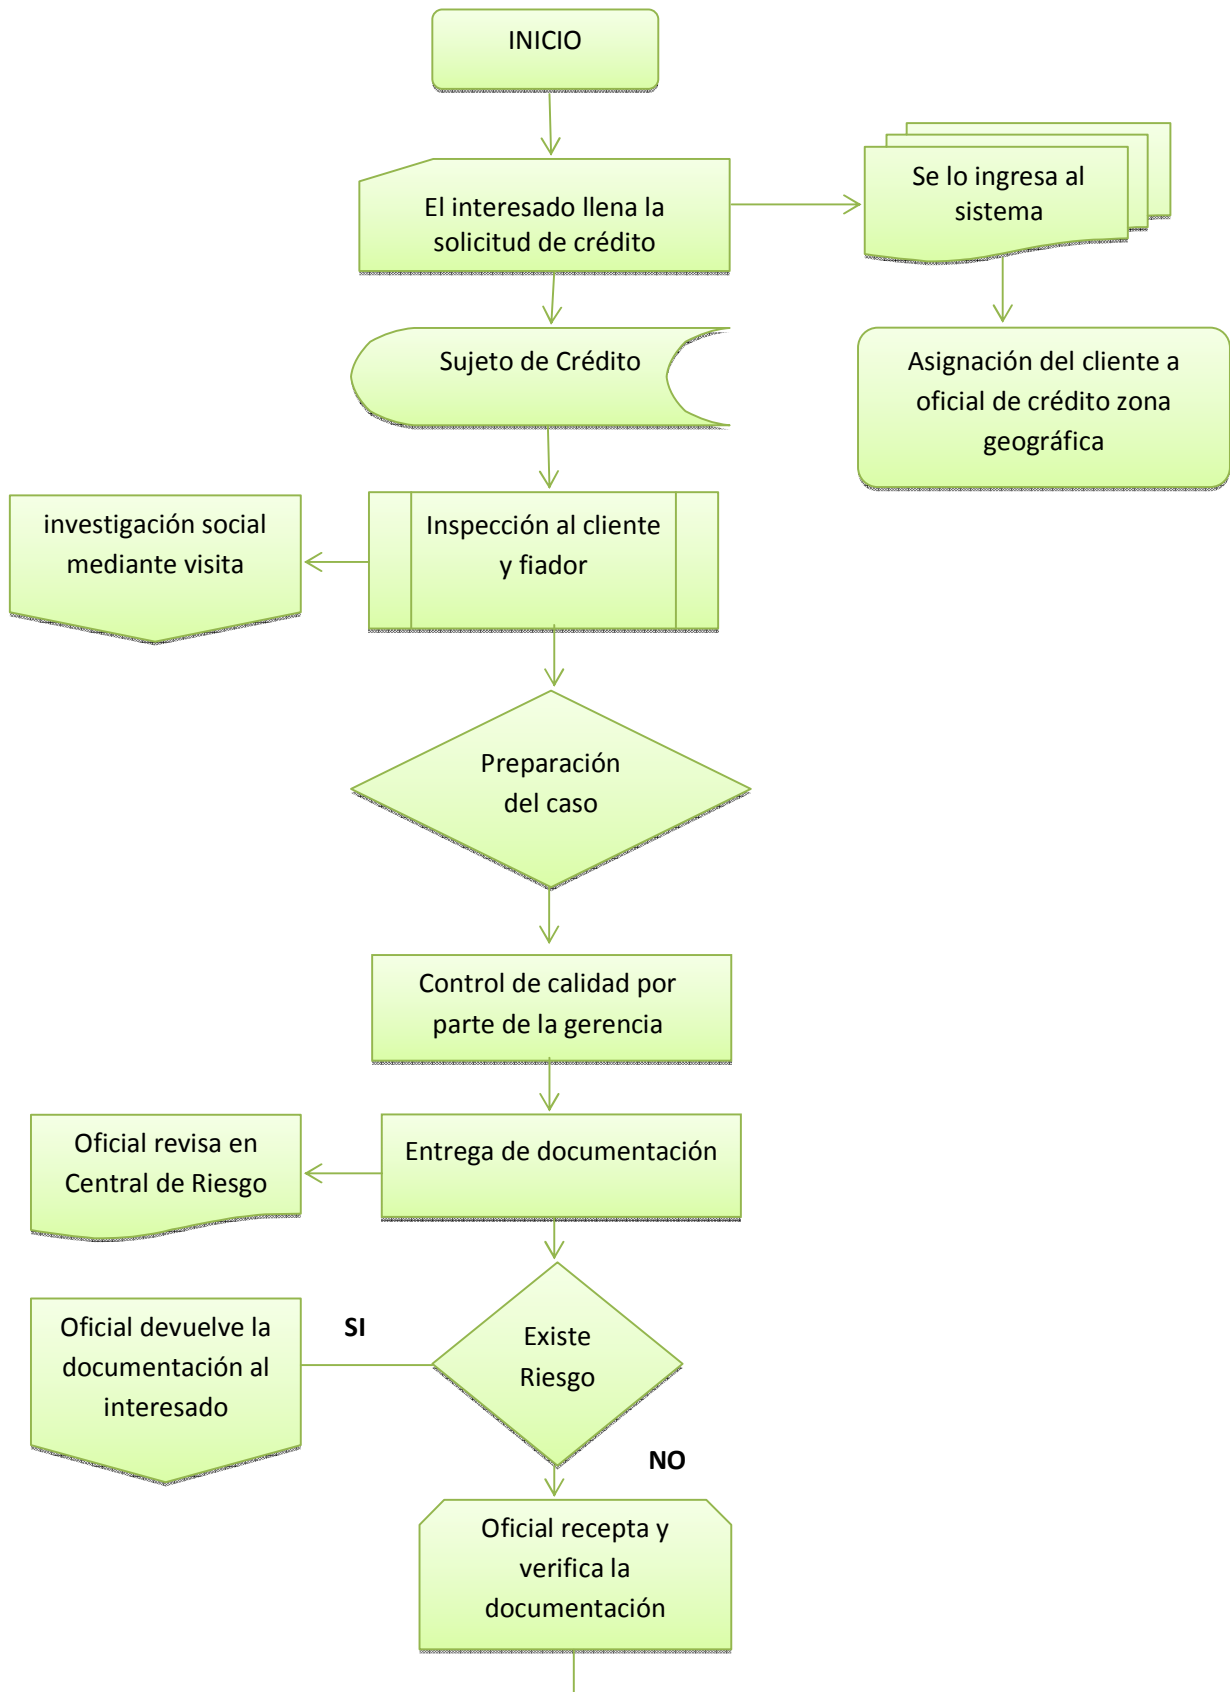 INICIO
El interesado llena la
solicitud de crédito
Se lo ingresa al
sistema
Sujeto de Crédito
Asignación del cliente a
oficial de crédito zona
geográfica
investigación social
mediante visita
Inspección al cliente
y fiador
Preparación
del caso
Control de calidad por
parte de la gerencia
Oficial revisa en
Central de Riesgo
Entrega de documentación
Oficial devuelve la
documentación al
interesado
SI
Existe
Riesgo
NO
Oficial recepta y
verifica la
documentación